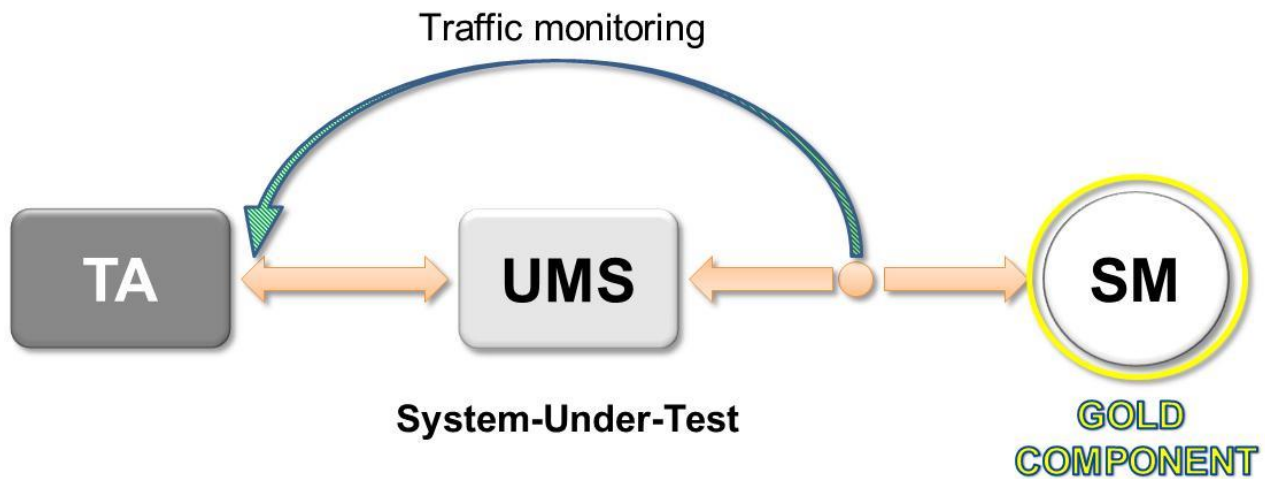 Traffic monitoring
TA
UMS
SM
System-Under-Test
GOLD
COMPONENT